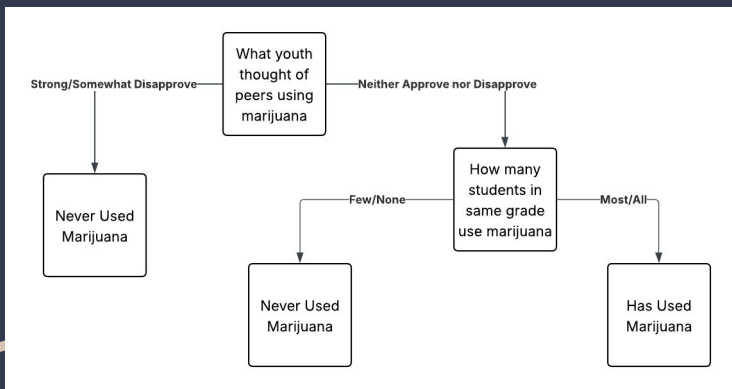 What youth
thought of
peers using
marijuana
Strong/Somewhat Disapprove
Neither Approve nor Disapprove
Never Used
Marijuana
How many
students in
same grade
use marijuana
Few/None
Most/All
Never Used
Marijuana
Has Used
Marijuana